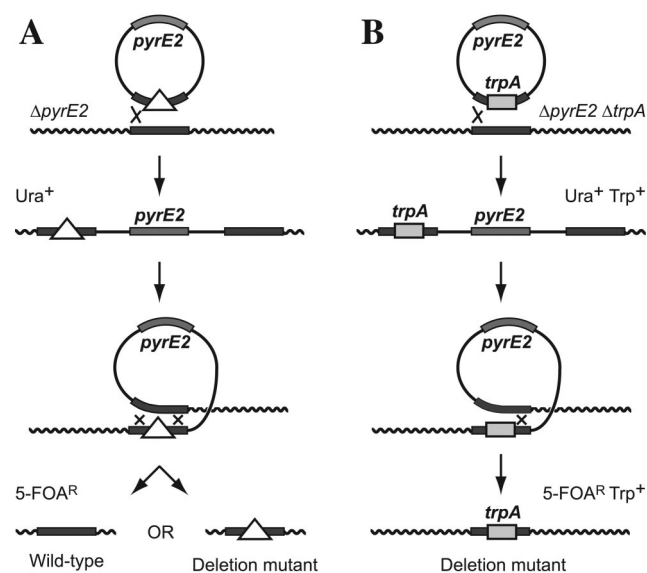 A
pyrE2
ΔpyrE2
Ura+
pyrE2
pyrE2
5-FOAR
OR
Wild-type
Deletion mutant
B
pyrE2
trpA
ΔpyrE2 ΔtrpA
Ura+ Trp+
trpA
pyrE2
pyrE2
5-FOAR Trp+
trpA
Deletion mutant